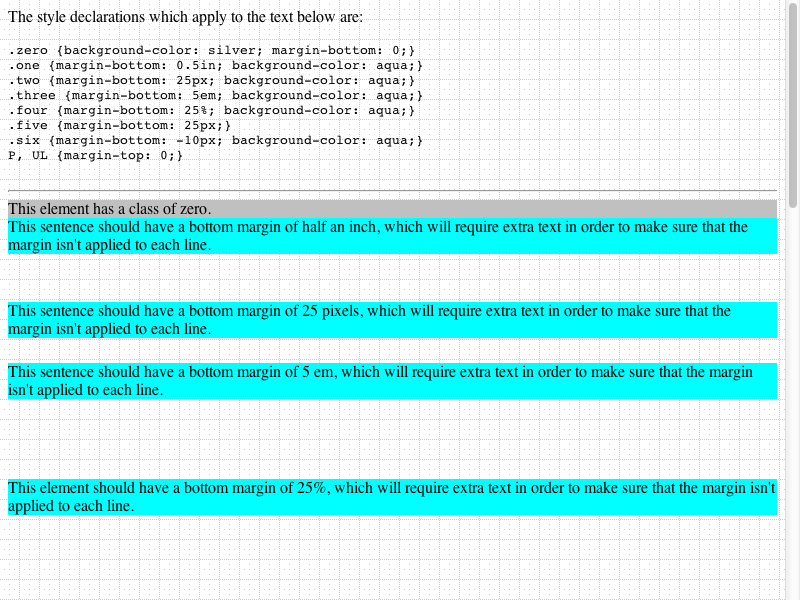 The style declarations which apply to the text below are:
.zero {background-color: silver; margin-bottom: 0;}
.one {margin-bottom: 0.5in; background-color: aqua;}
.two {margin-bottom: 25px; background-color: aqua;}
.three {margin-bottom: 5em; background-color: aqua;}
.four {margin-bottom: 25%; background-color: aqua;}
.five {margin-bottom: 25px;}
.six {margin-bottom: -10px; background-color: aqua;}
P, UL {margin-top: 0;}
This element has a class of zero.
This sentence should have a bottom margin of half an inch, which will require extra text in order to make sure that the
margin isn't applied to each line.
This sentence should have a bottom margin of 25 pixels, which will require extra text in order to make sure that the
margin isn't applied to each line.
This sentence should have a bottom margin of 5 em, which will require extra text in order to make sure that the margin
isn't applied to each line.
This element should have a bottom margin of 25%, which will require extra text in order to make sure that the margin isn't
applied to each line.